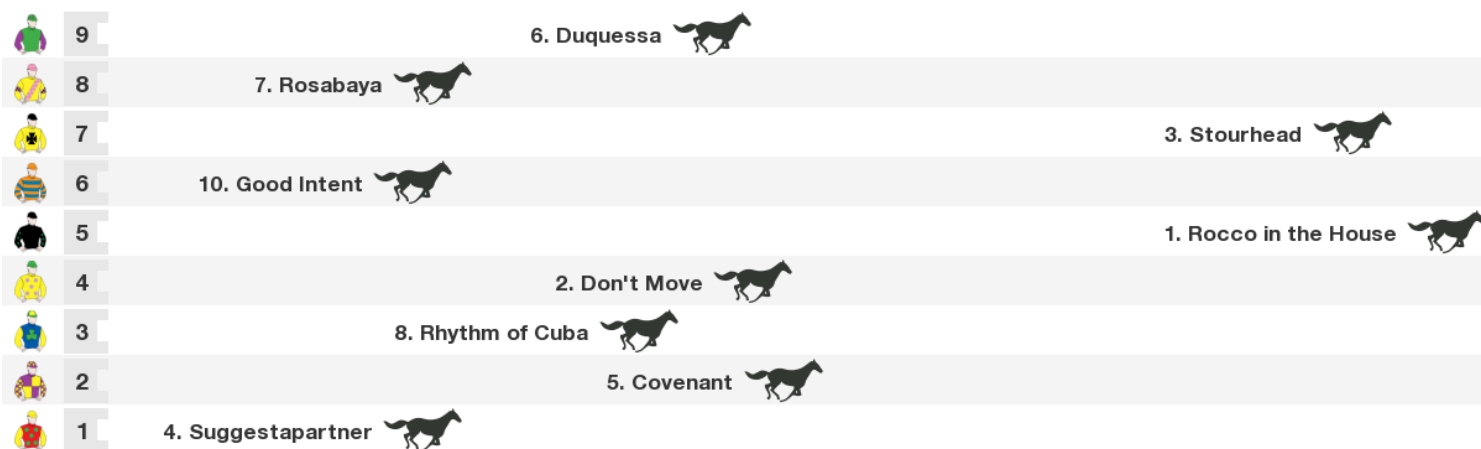 9 6. Duquessa
8 7. Rosabaya
7 3. Stourhead
6 10. Good Intent
5 1. Rocco in the House
4 2. Don't Move
3 8. Rhythm of Cuba
2 5. Covenant
1 4. Suggestapartner